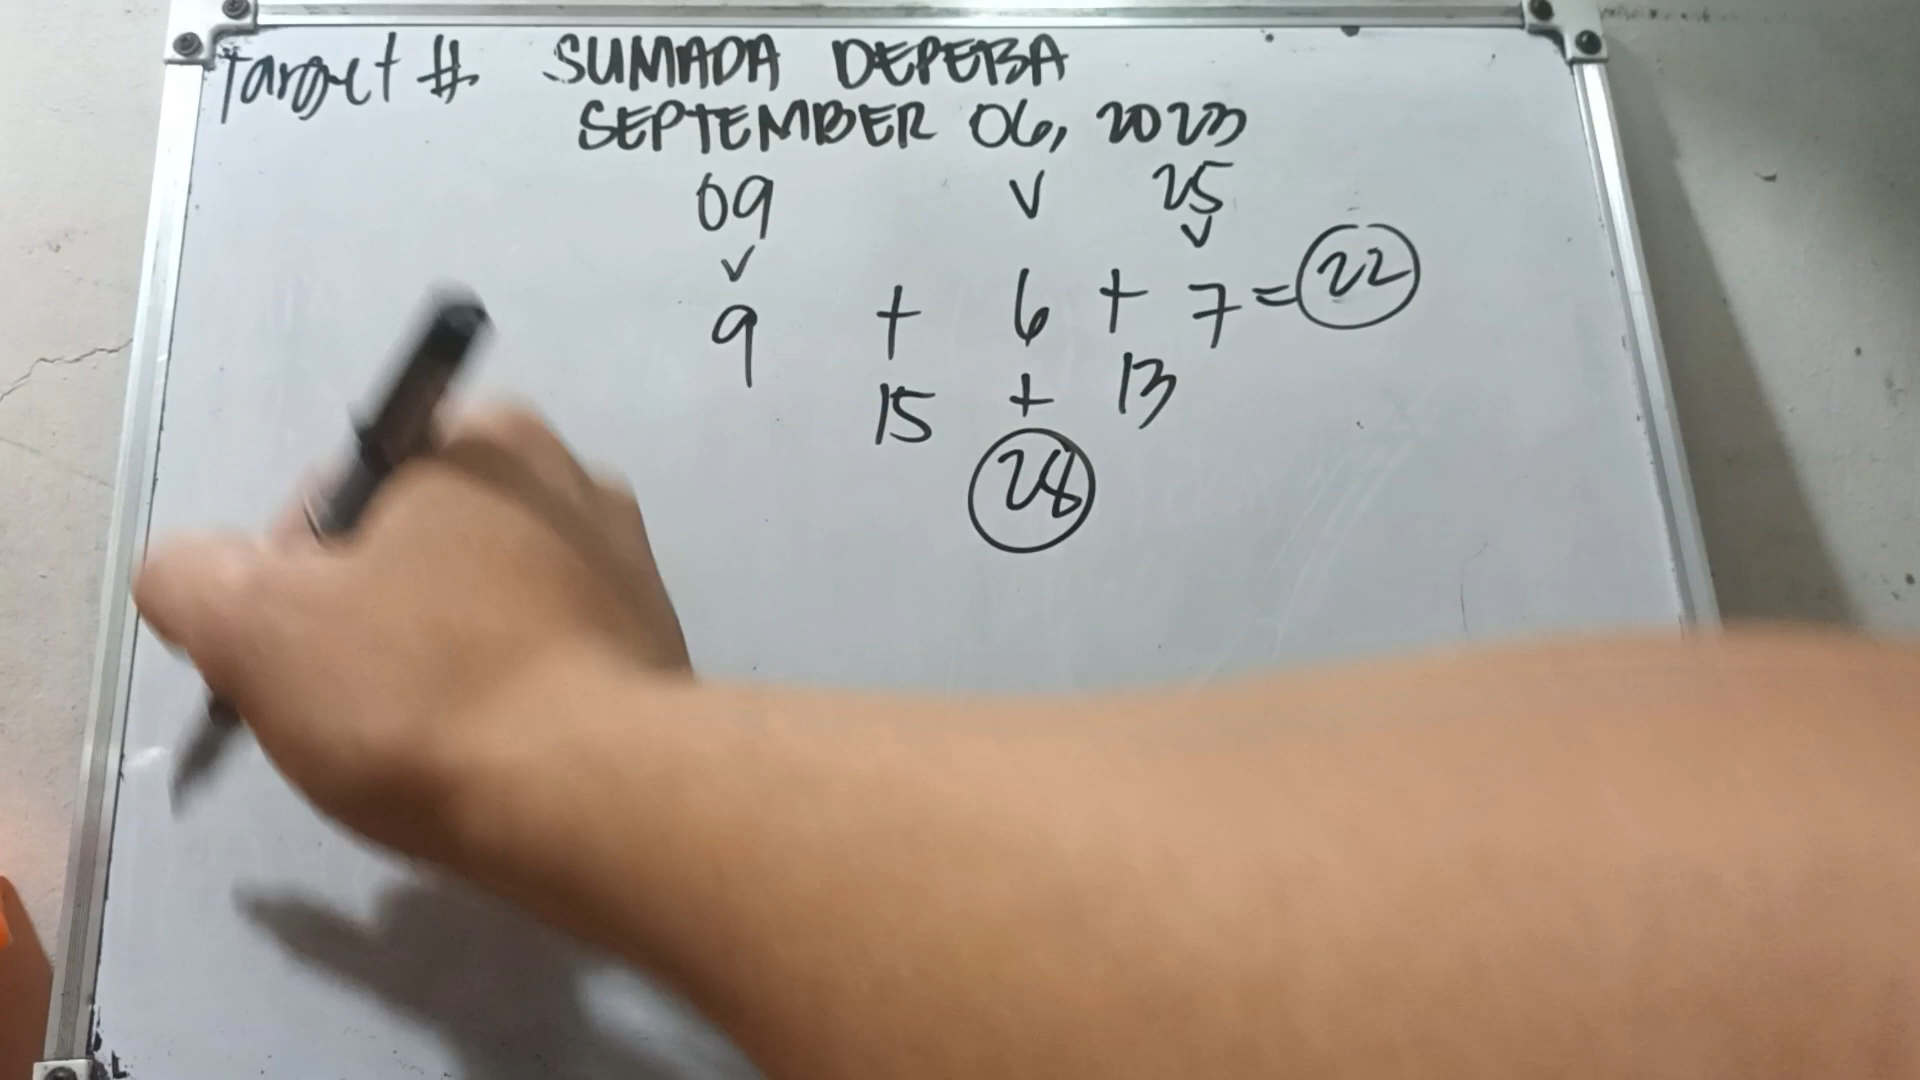 Target #. SUMADA DEPEBA
SEPTEMBER 06, 2023
09 V 25
V V
9 + 6 + 7 = 22
15 + 13
28